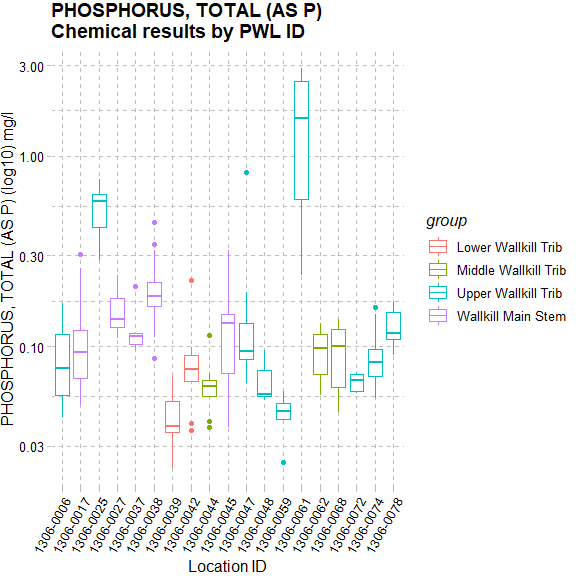 PHOSPHORUS, TOTAL (AS P)
Chemical results by PWL ID
PHOSPHORUS, TOTAL (AS P) (log10) mg/l
3.00
1.00
0.30
0.10
0.03
1306-0006
1306-0017
1306-0025
1306-0027
1306-0037
1306-0038
1306-0039
1306-0042
1306-0044
1306-0045
1306-0047
1306-0048
1306-0059
1306-0061
1306-0062
1306-0068
1306-0072
1306-0074
1306-0078
Location ID
group
Lower Wallkill Trib
Middle Wallkill Trib
Upper Wallkill Trib
Wallkill Main Stem